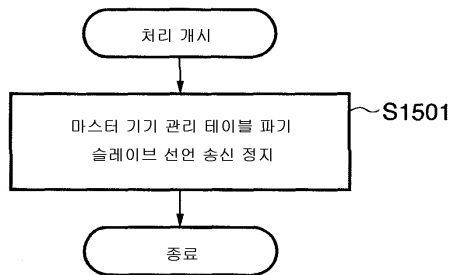 처리 개시
마스터 기기 관리 테이블 파기
슬레이브 선언 송신 정지
S1501
종료